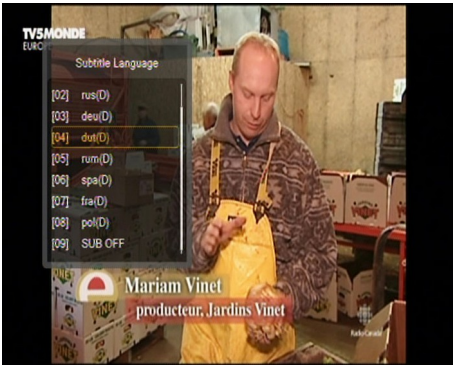 TV5MONDE
EUROPE
Subtitle Language
[02] rus(D)
[03] deu(D)
[04] dut(D)
[05] rum(D)
[06] spa(D)
[07] fra(D)
[08] pol(D)
[09] SUB OFF
Mariam Vinet
producteur, Jardins Vinet
Radio-Canada